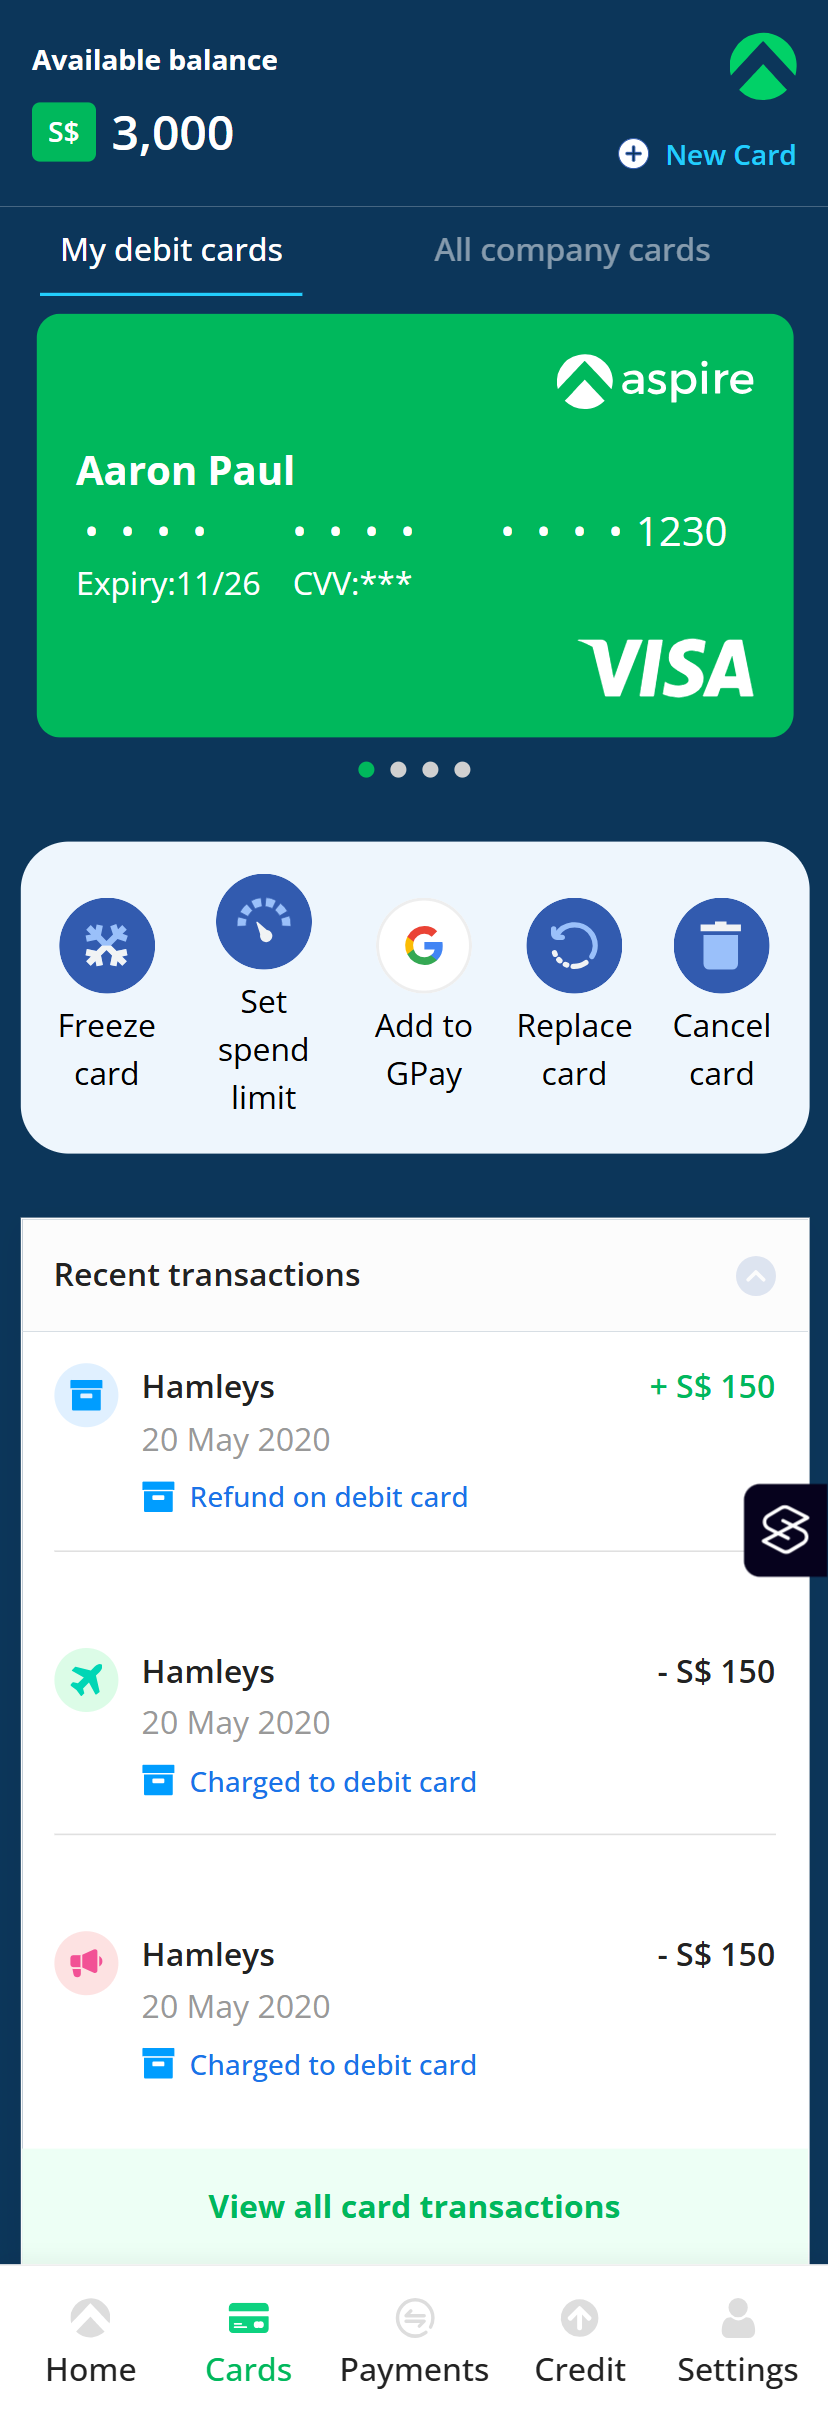 Available balance
S$ 3,000
New Card
My debit cards All company cards
aspire
Aaron Paul
•••• •••• •••• 1230
Expiry:11/26 CVV:***
VISA
Freeze card
Set spend limit
Add to GPay
Replace card
Cancel card
Recent transactions
Hamleys + S$ 150
20 May 2020
Refund on debit card
Hamleys - S$ 150
20 May 2020
Charged to debit card
Hamleys - S$ 150
20 May 2020
Charged to debit card
View all card transactions
Home Cards Payments Credit Settings